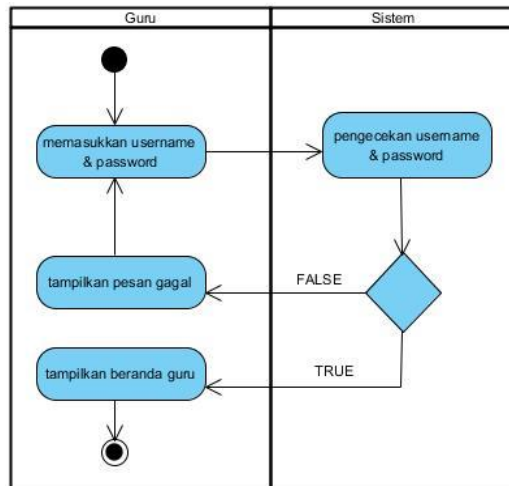 Guru
Sistem
memasukkan username
& password
pengecekan username
& password
tampilkan pesan gagal
FALSE
tampilkan beranda guru
TRUE